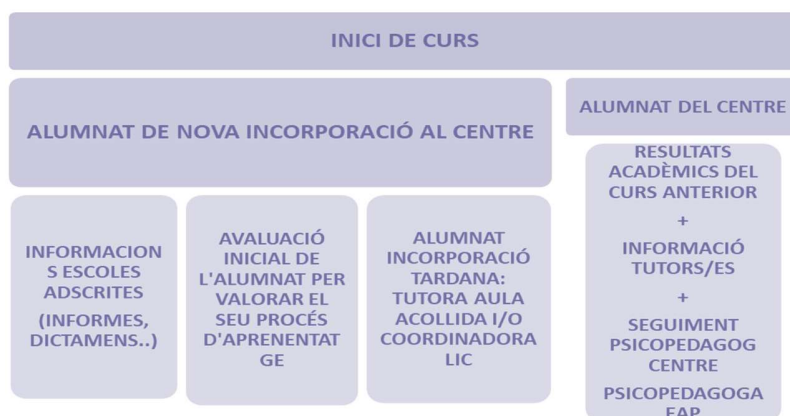 INICI DE CURS
ALUMNAT DE NOVA INCORPORACIÓ AL CENTRE
ALUMNAT DEL CENTRE
INFORMACION
S ESCOLES
ADSCRITES
(INFORMES,
DICTAMENS..)
AVALUACIÓ
INICIAL DE
L'ALUMNAT PER
VALORAR EL
SEU PROCÉS
D'APRENENTAT
GE
ALUMNAT
INCORPORACIÓ
TARDANA:
TUTORA AULA
ACOLLIDA I/O
COORDINADORA
LIC
RESULTATS
ACADÈMICS DEL
CURS ANTERIOR
+
INFORMACIÓ
TUTORS/ES
+
SEGUIMENT
PSICOPEDAGOG
CENTRE
PSICOPEDAGOGA
EAP